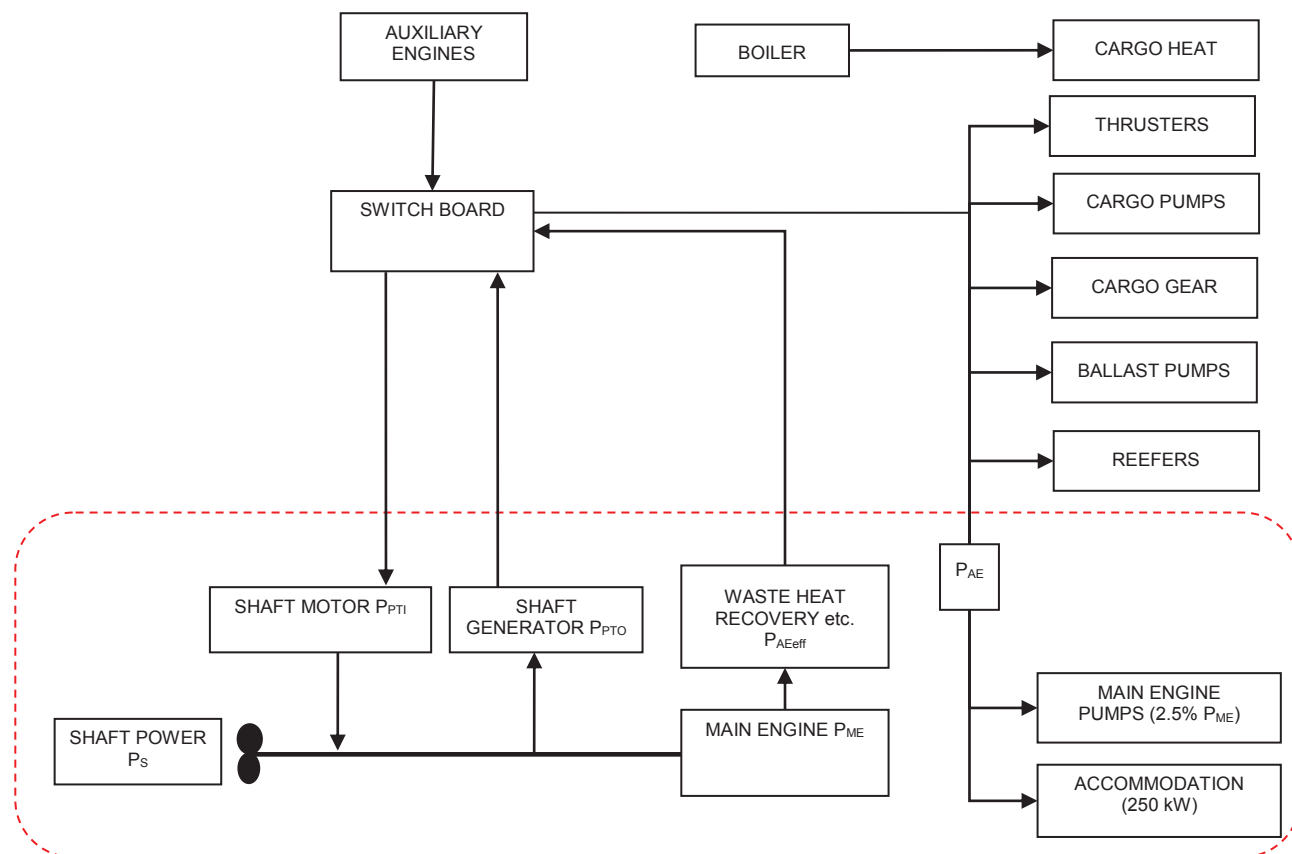 AUXILIARY
ENGINES
BOILER
CARGO HEAT
THRUSTERS
SWITCH BOARD
CARGO PUMPS
CARGO GEAR
BALLAST PUMPS
REEFERS
PAE
SHAFT MOTOR PPTI
SHAFT
GENERATOR PPTO
WASTE HEAT
RECOVERY etc.
PAEeff
MAIN ENGINE
PUMPS (2.5% PME)
SHAFT POWER
PS
MAIN ENGINE PME
ACCOMMODATION
(250 kW)